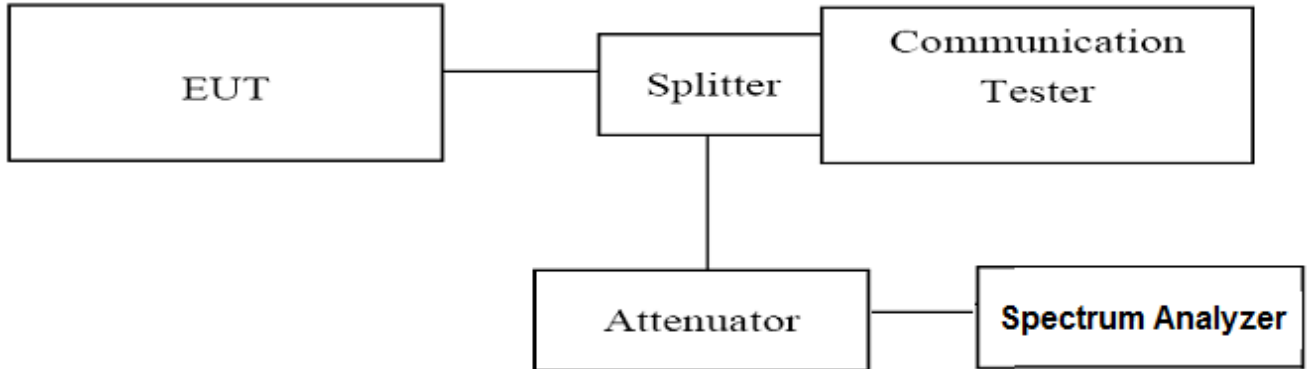 EUT
Splitter
Communication
Tester
Attenuator
Spectrum Analyzer